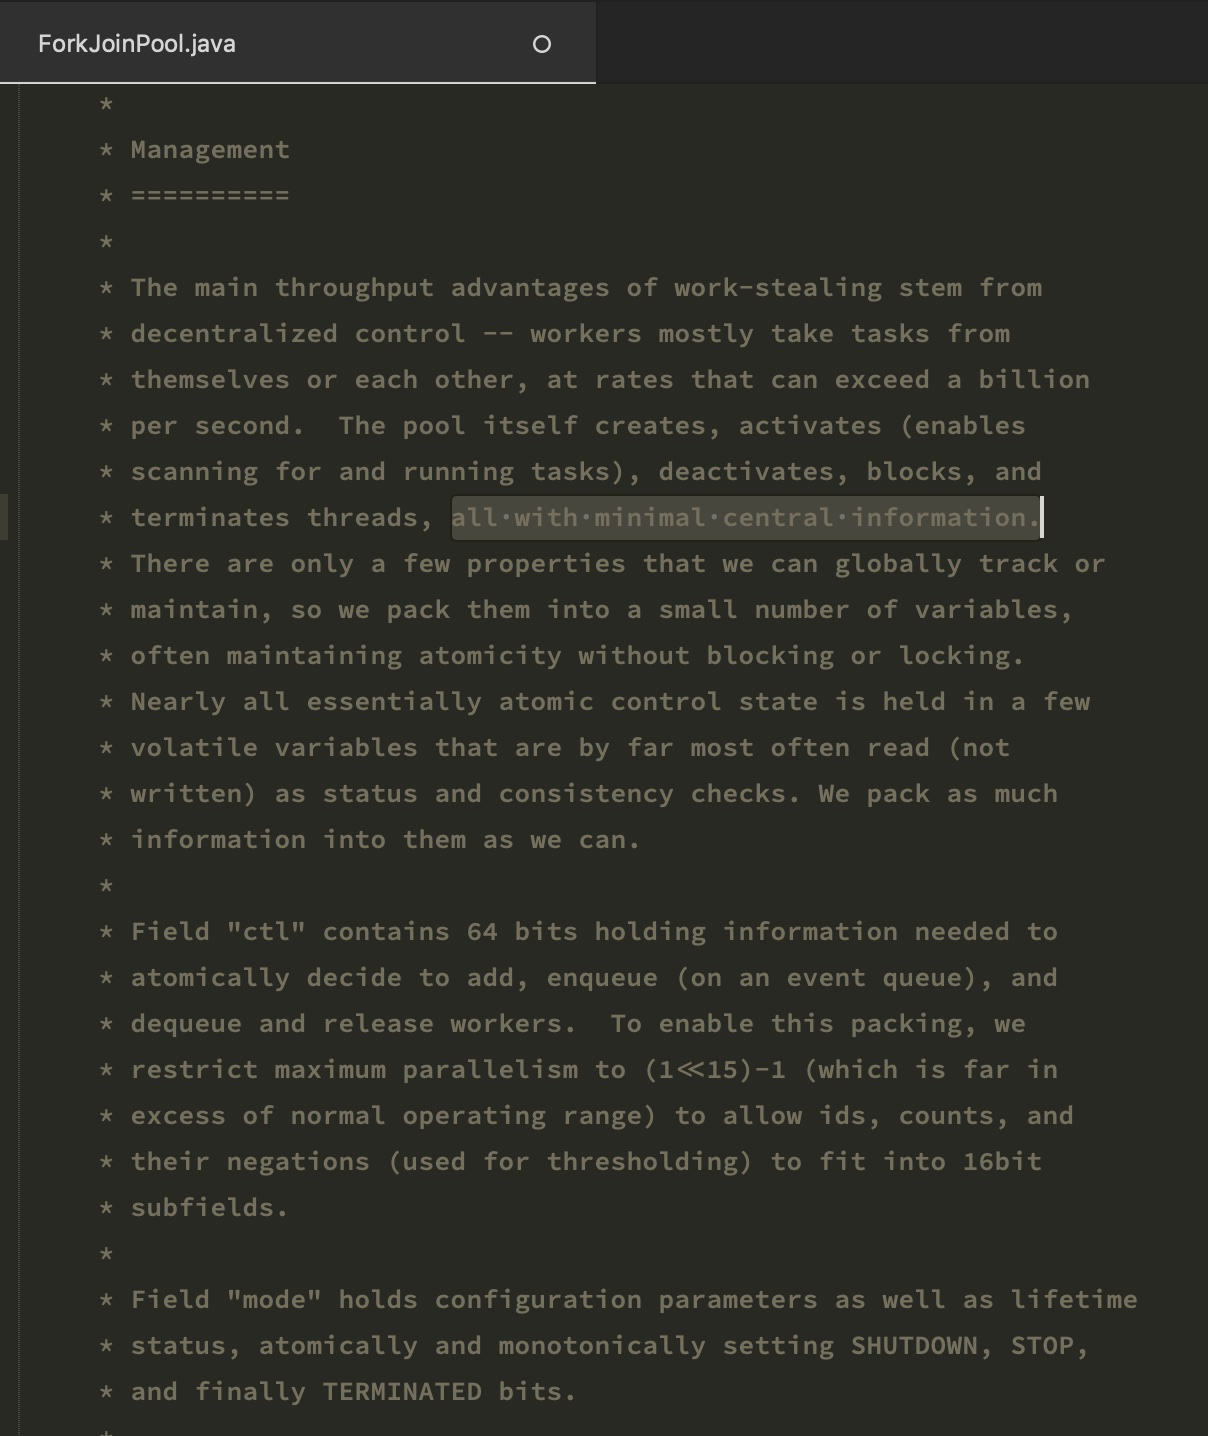 ForkJoinPool.java
*
* Management
* ==========
*
* The main throughput advantages of work-stealing stem from
* decentralized control -- workers mostly take tasks from
* themselves or each other, at rates that can exceed a billion
* per second.  The pool itself creates, activates (enables
* scanning for and running tasks), deactivates, blocks, and
* terminates threads, all·with·minimal·central·information.
* There are only a few properties that we can globally track or
* maintain, so we pack them into a small number of variables,
* often maintaining atomicity without blocking or locking.
* Nearly all essentially atomic control state is held in a few
* volatile variables that are by far most often read (not
* written) as status and consistency checks. We pack as much
* information into them as we can.
*
* Field "ctl" contains 64 bits holding information needed to
* atomically decide to add, enqueue (on an event queue), and
* dequeue and release workers.  To enable this packing, we
* restrict maximum parallelism to (1<<15)-1 (which is far in
* excess of normal operating range) to allow ids, counts, and
* their negations (used for thresholding) to fit into 16bit
* subfields.
*
* Field "mode" holds configuration parameters as well as lifetime
* status, atomically and monotonically setting SHUTDOWN, STOP,
* and finally TERMINATED bits.
*